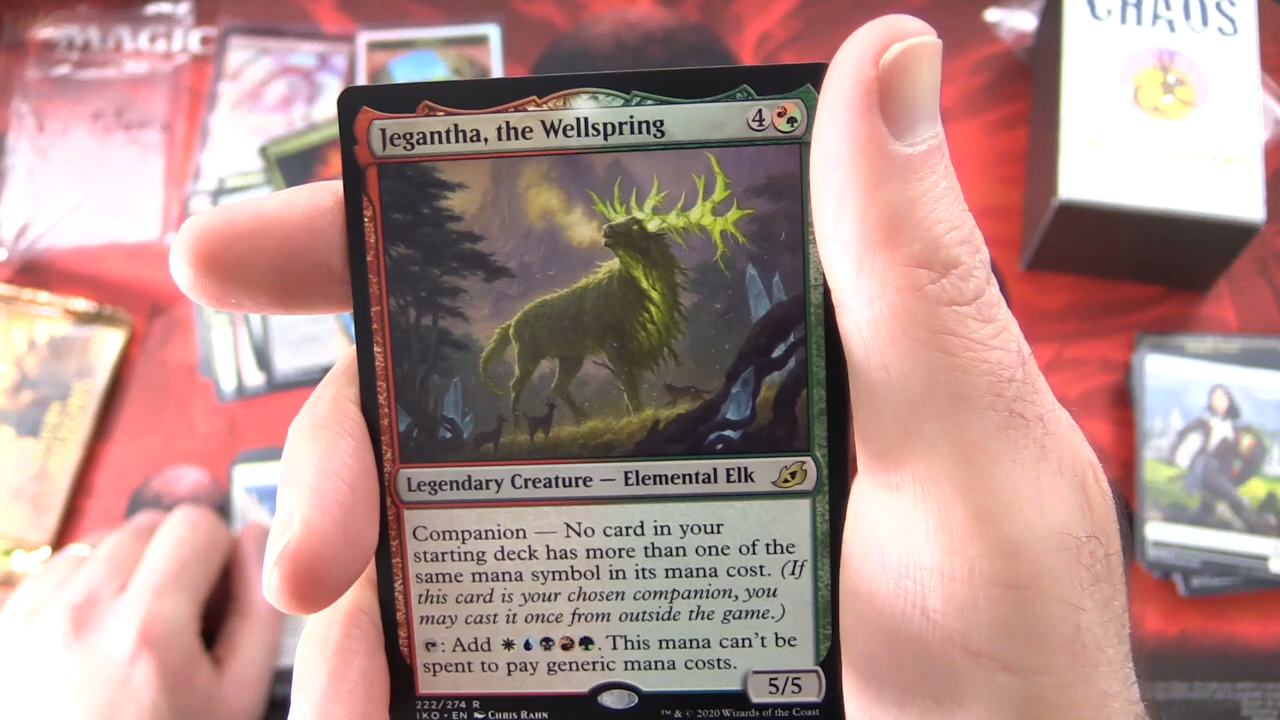 MAGIC
CHAOS
Jegantha, the Wellspring 4
Legendary Creature — Elemental Elk
Companion — No card in your
starting deck has more than one of the
same mana symbol in its mana cost. (If
this card is your chosen companion, you
may cast it once from outside the game.)
: Add . This mana can't be
spent to pay generic mana costs.
5/5
222/274 R
IKO • EN Chris Rahn
™ & © 2020 Wizards of the Coast